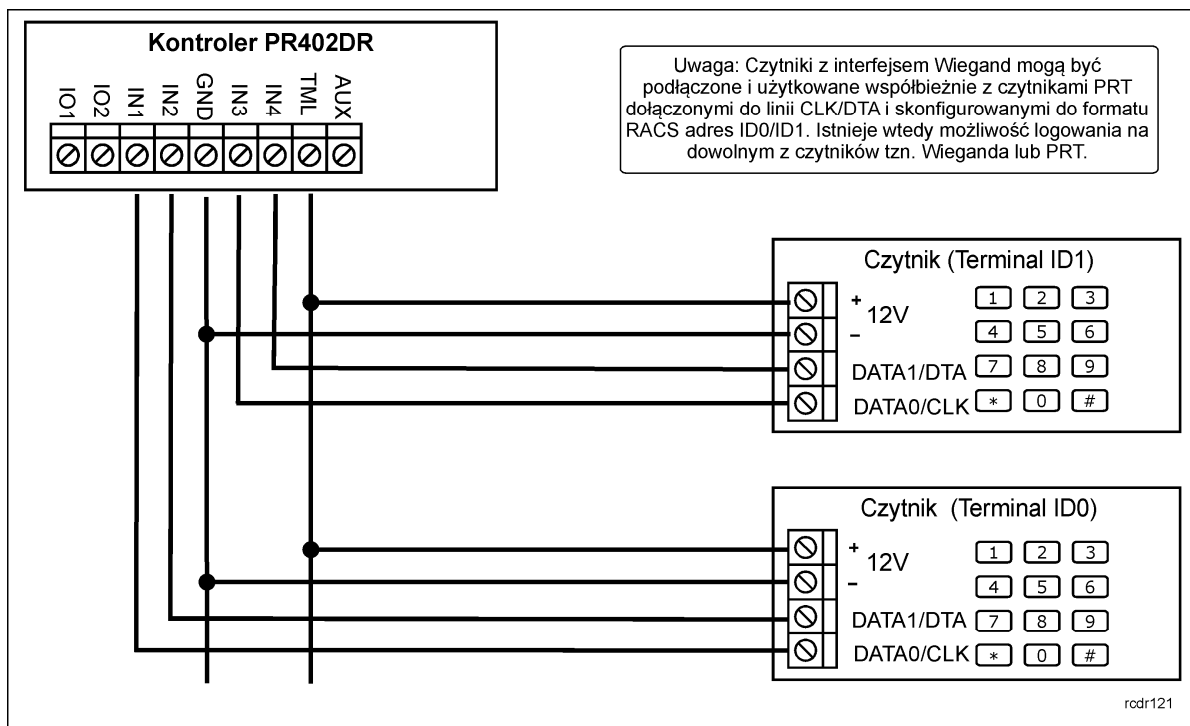 Kontroler PR402DR
IO1
IO2
IN1
IN2
GND
IN3
IN4
TML
AUX
Uwaga: Czytniki z interfejsem Wiegand mogą być
podłączone i użytkowane współbieżnie z czytnikami PRT
dołączonymi do linii CLK/DTA i skonfigurowanymi do formatu
RACS adres ID0/ID1. Istnieje wtedy możliwość logowania na
dowolnym z czytników tzn. Wieganda lub PRT.
Czytnik (Terminal ID1)
+
12V
–
DATA1/DTA
DATA0/CLK
1 2 3
4 5 6
7 8 9
* 0 #
Czytnik (Terminal ID0)
+
12V
–
DATA1/DTA
DATA0/CLK
1 2 3
4 5 6
7 8 9
* 0 #
rcdr121